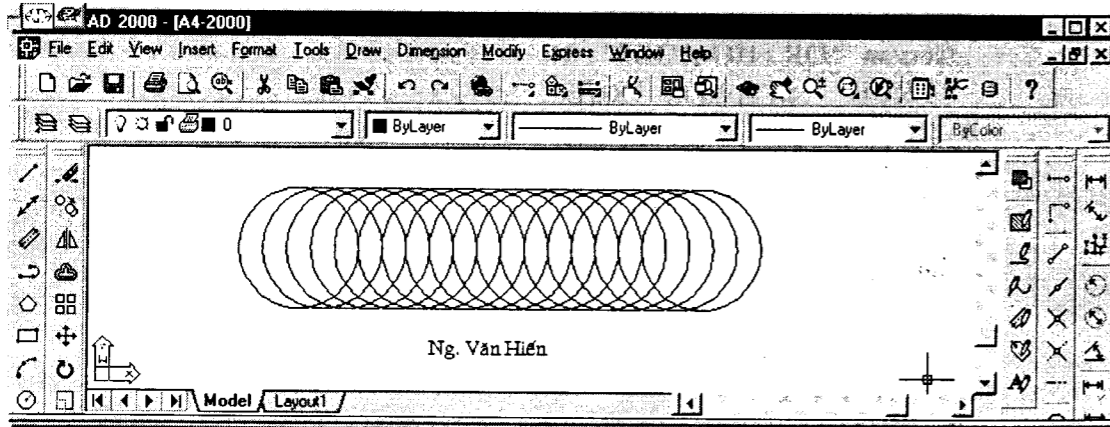 AD 2000 - [A4-2000]
File Edit View Insert Format Tools Draw Dimension Modify Express Window Help
0 ByLayer ByLayer ByLayer ByColor
Ng. Văn Hiến
W
Model Layout1